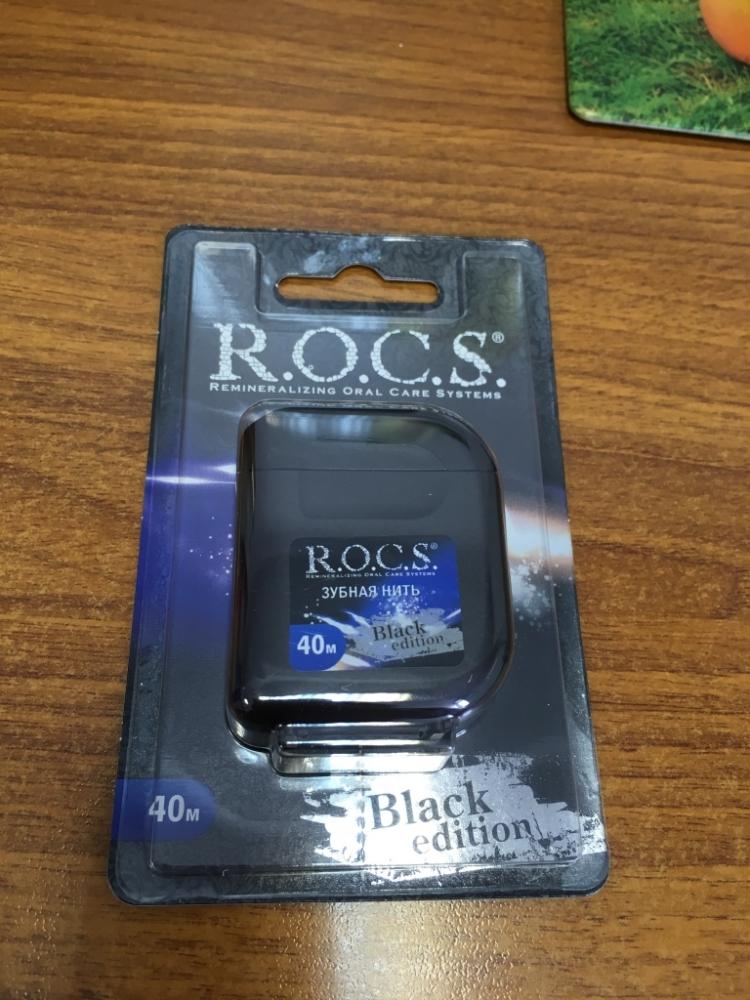 R.O.C.S.®
REMINERALIZING ORAL CARE SYSTEMS
R.O.C.S.®
REMINERALIZING ORAL CARE SYSTEMS
ЗУБНАЯ НИТЬ
Black
edition
40м
40м
Black
edition